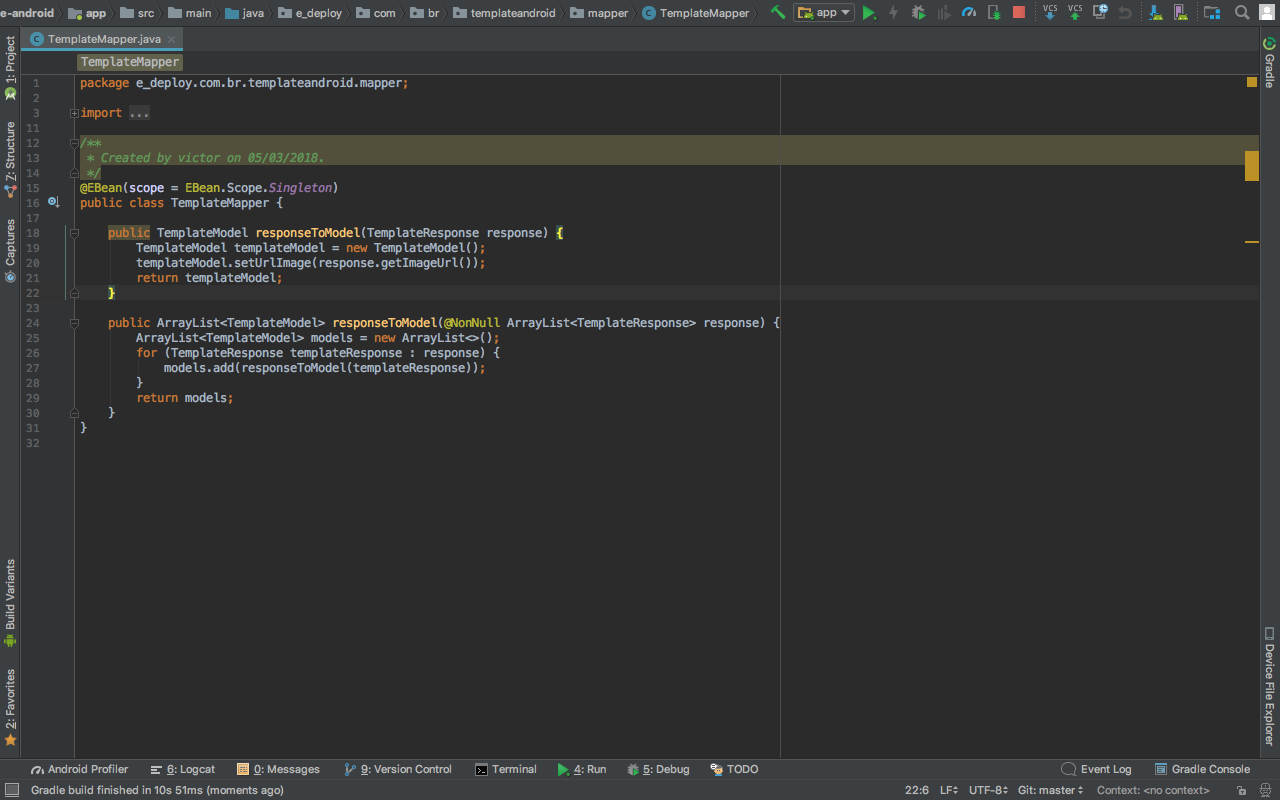 e-android app src main java e_deploy com br templateandroid mapper TemplateMapper app VCS VCS
TemplateMapper.java
TemplateMapper
1: Project
7: Structure
Captures
Build Variants
2: Favorites
1 package e_deploy.com.br.templateandroid.mapper;
2
3 import ...
11
12 /**
13 * Created by victor on 05/03/2018.
14 */
15 @EBean(scope = EBean.Scope.Singleton)
16 public class TemplateMapper {
17
18 public TemplateModel responseToModel(TemplateResponse response) {
19 TemplateModel templateModel = new TemplateModel();
20 templateModel.setUrlImage(response.getImageUrl());
21 return templateModel;
22 }
23
24 public ArrayList<TemplateModel> responseToModel(@NonNull ArrayList<TemplateResponse> response) {
25 ArrayList<TemplateModel> models = new ArrayList<>();
26 for (TemplateResponse templateResponse : response) {
27 models.add(responseToModel(templateResponse));
28 }
29 return models;
30 }
31 }
32
Gradle
Device File Explorer
Android Profiler 6: Logcat 0: Messages 9: Version Control Terminal 4: Run 5: Debug TODO Event Log Gradle Console
Gradle build finished in 10s 51ms (moments ago) 22:6 LF UTF-8 Git: master Context: <no context>